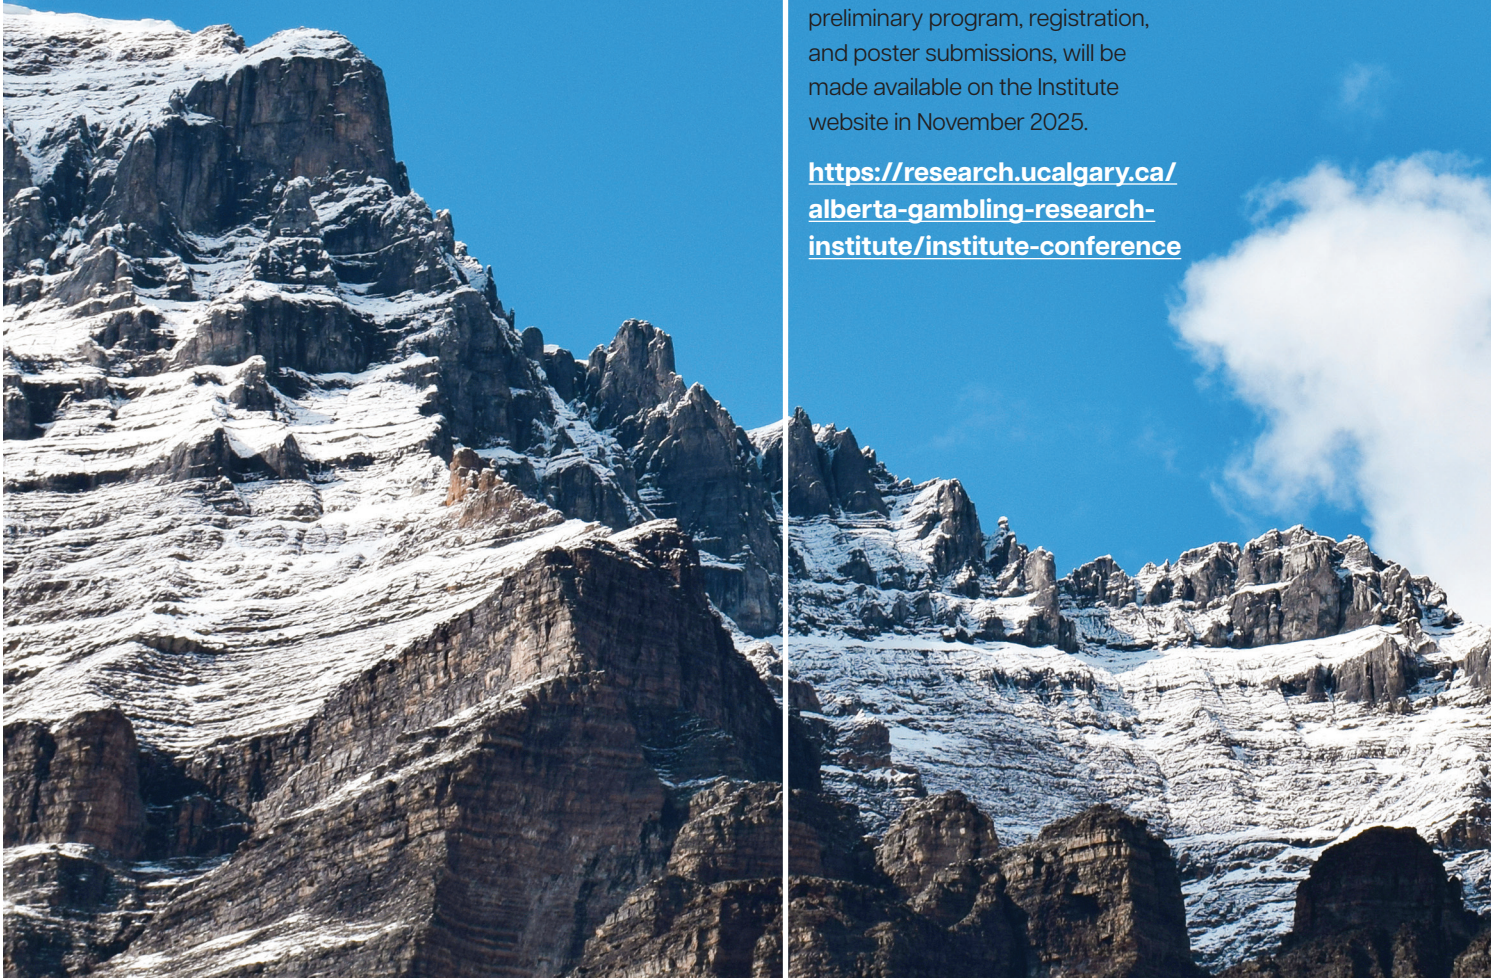 preliminary program, registration,
and poster submissions, will be
made available on the Institute
website in November 2025.
https://research.ucalgary.ca/
alberta-gambling-research-
institute/institute-conference